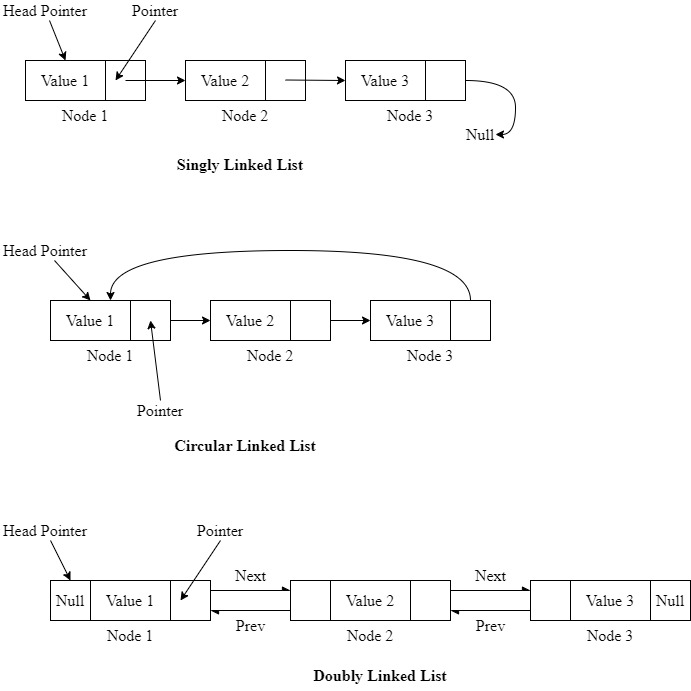 Head Pointer
Pointer
Value 1
Value 2
Value 3
Node 1
Node 2
Node 3
Null
Singly Linked List
Head Pointer
Value 1
Value 2
Value 3
Node 1
Node 2
Node 3
Pointer
Circular Linked List
Head Pointer
Pointer
Next
Next
Null
Value 1
Value 2
Value 3
Null
Prev
Prev
Node 1
Node 2
Node 3
Doubly Linked List